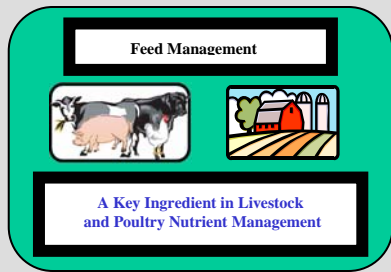 Feed Management
A Key Ingredient in Livestock
and Poultry Nutrient Management